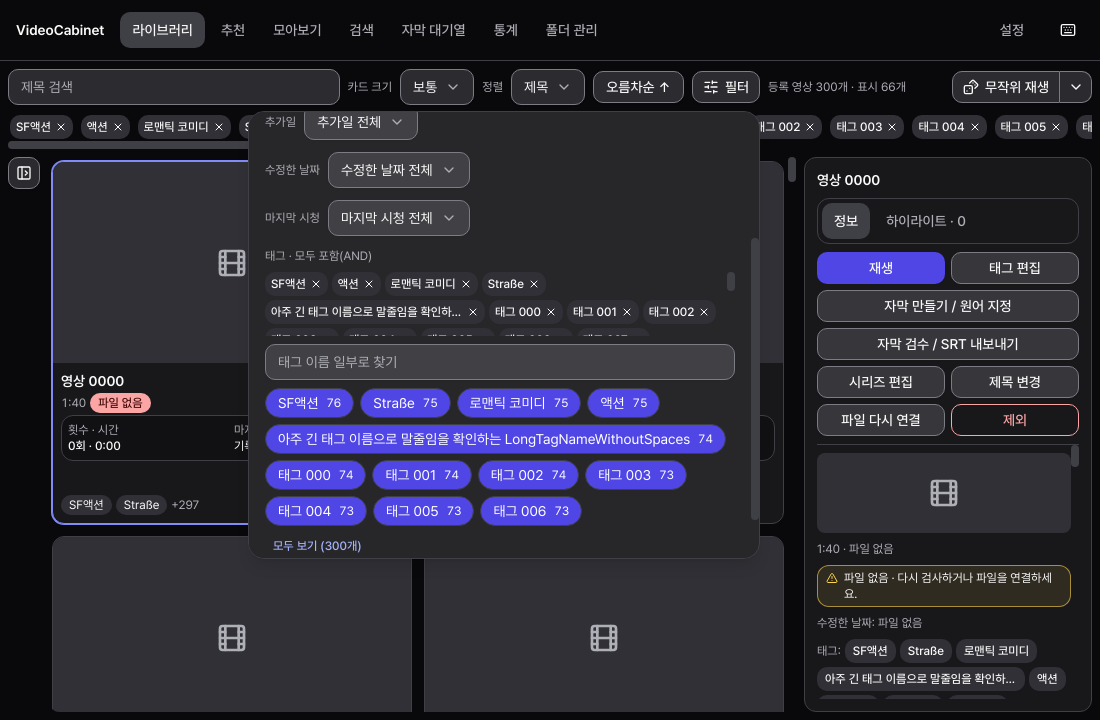 VideoCabinet 라이브러리 추천 모아보기 검색 자막 대기열 통계 폴더 관리 설정
제목 검색 카드 크기 보통 정렬 제목 오름차순 ↑ 필터 등록 영상 300개 · 표시 66개 무작위 재생
SF액션 × 액션 × 로맨틱 코미디 × 002 × 태그 003 × 태그 004 × 태그 005 ×
추가일 추가일 전체
수정한 날짜 수정한 날짜 전체
마지막 시청 마지막 시청 전체
태그 · 모두 포함(AND)
SF액션 × 액션 × 로맨틱 코미디 × Straße ×
아주 긴 태그 이름으로 말줄임을 확인하... × 태그 000 × 태그 001 × 태그 002 ×
태그 이름 일부로 찾기
SF액션 76 Straße 75 로맨틱 코미디 75 액션 75
아주 긴 태그 이름으로 말줄임을 확인하는 LongTagNameWithoutSpaces 74
태그 000 74 태그 001 74 태그 002 74 태그 003 73
태그 004 73 태그 005 73 태그 006 73
모두 보기 (300개)
영상 0000
1:40 파일 없음
횟수 · 시간
0회 · 0:00
SF액션 Straße +297
영상 0000
정보 하이라이트 · 0
재생 태그 편집
자막 만들기 / 원어 지정
자막 검수 / SRT 내보내기
시리즈 편집 제목 변경
파일 다시 연결 제외
1:40 · 파일 없음
파일 없음 · 다시 검사하거나 파일을 연결하세
요.
수정한 날짜: 파일 없음
태그: SF액션 Straße 로맨틱 코미디
아주 긴 태그 이름으로 말줄임을 확인하... 액션